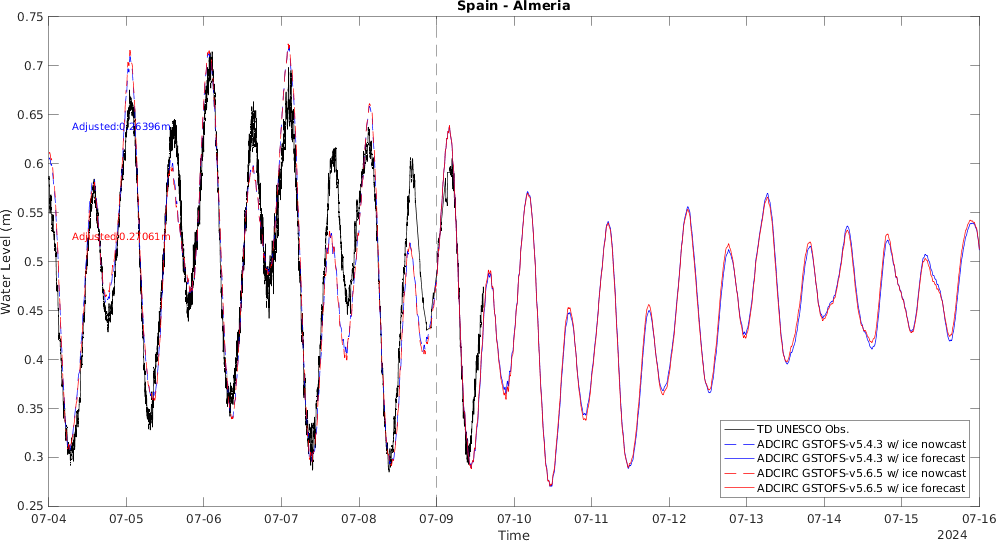 Spain - Almeria
0.75
0.7
0.65
0.6
0.55
0.5
0.45
0.4
0.35
0.3
0.25
Water Level (m)
Adjusted:0.26396m
Adjusted:0.27061m
TD UNESCO Obs.
ADCIRC GSTOFS-v5.4.3 w/ ice nowcast
ADCIRC GSTOFS-v5.4.3 w/ ice forecast
ADCIRC GSTOFS-v5.6.5 w/ ice nowcast
ADCIRC GSTOFS-v5.6.5 w/ ice forecast
07-04 07-05 07-06 07-07 07-08 07-09 07-10 07-11 07-12 07-13 07-14 07-15 07-16
Time
2024